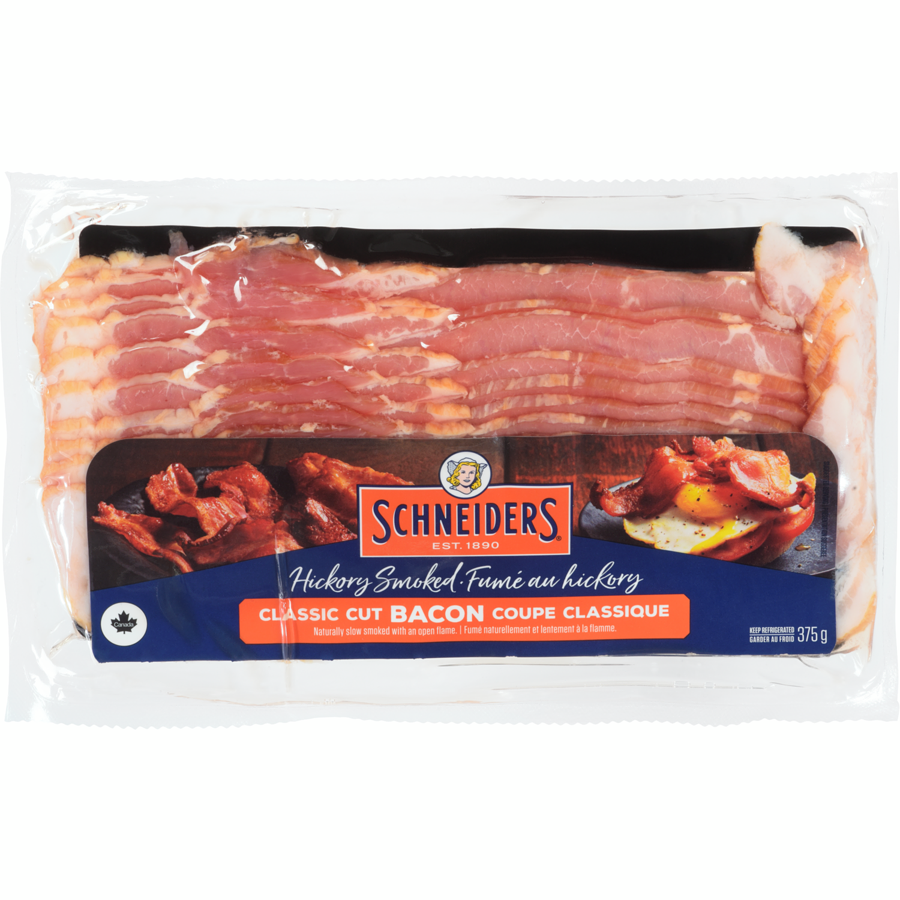 SCHNEIDERS®
EST. 1890
Hickory Smoked · Fumé au hickory
CLASSIC CUT BACON COUPE CLASSIQUE
Naturally slow smoked with an open flame. | Fumé naturellement et lentement à la flamme.
Canada
KEEP REFRIGERATED
GARDER AU FROID 375 g